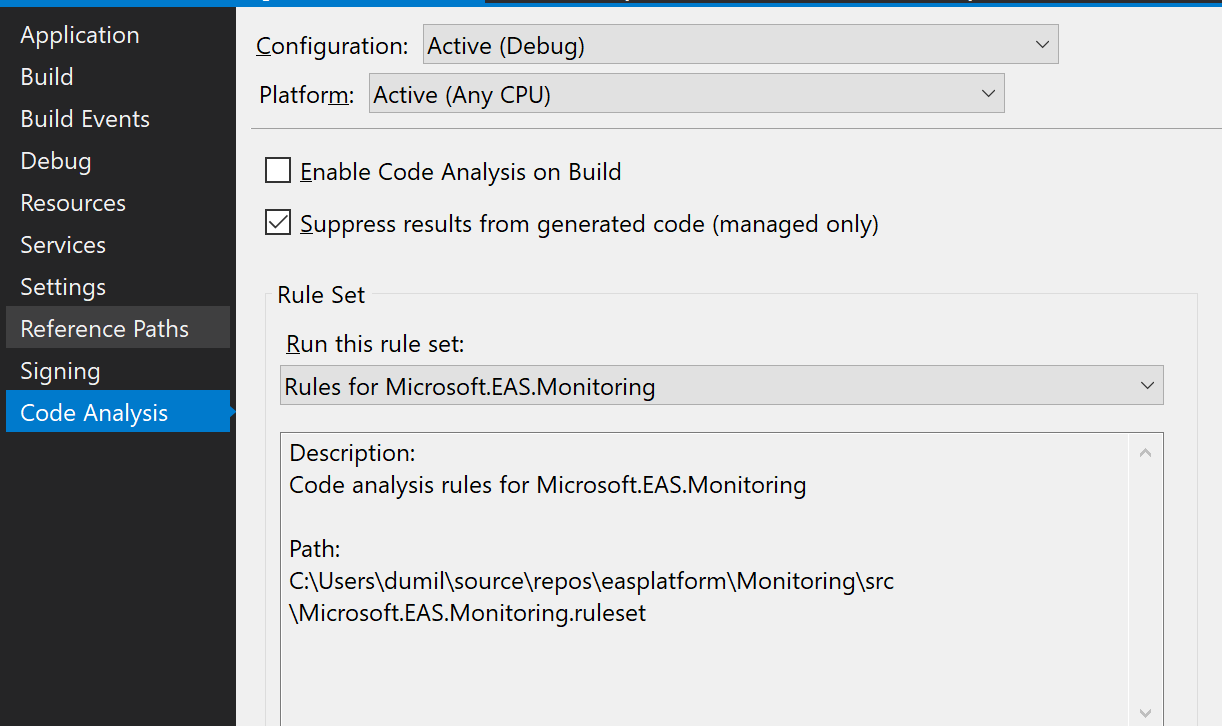 Application
Build
Build Events
Debug
Resources
Services
Settings
Reference Paths
Signing
Code Analysis
Configuration: Active (Debug)
Platform: Active (Any CPU)
Enable Code Analysis on Build
Suppress results from generated code (managed only)
Rule Set
Run this rule set:
Rules for Microsoft.EAS.Monitoring
Description:
Code analysis rules for Microsoft.EAS.Monitoring
Path:
C:\Users\dumil\source\repos\easplatform\Monitoring\src
\Microsoft.EAS.Monitoring.ruleset